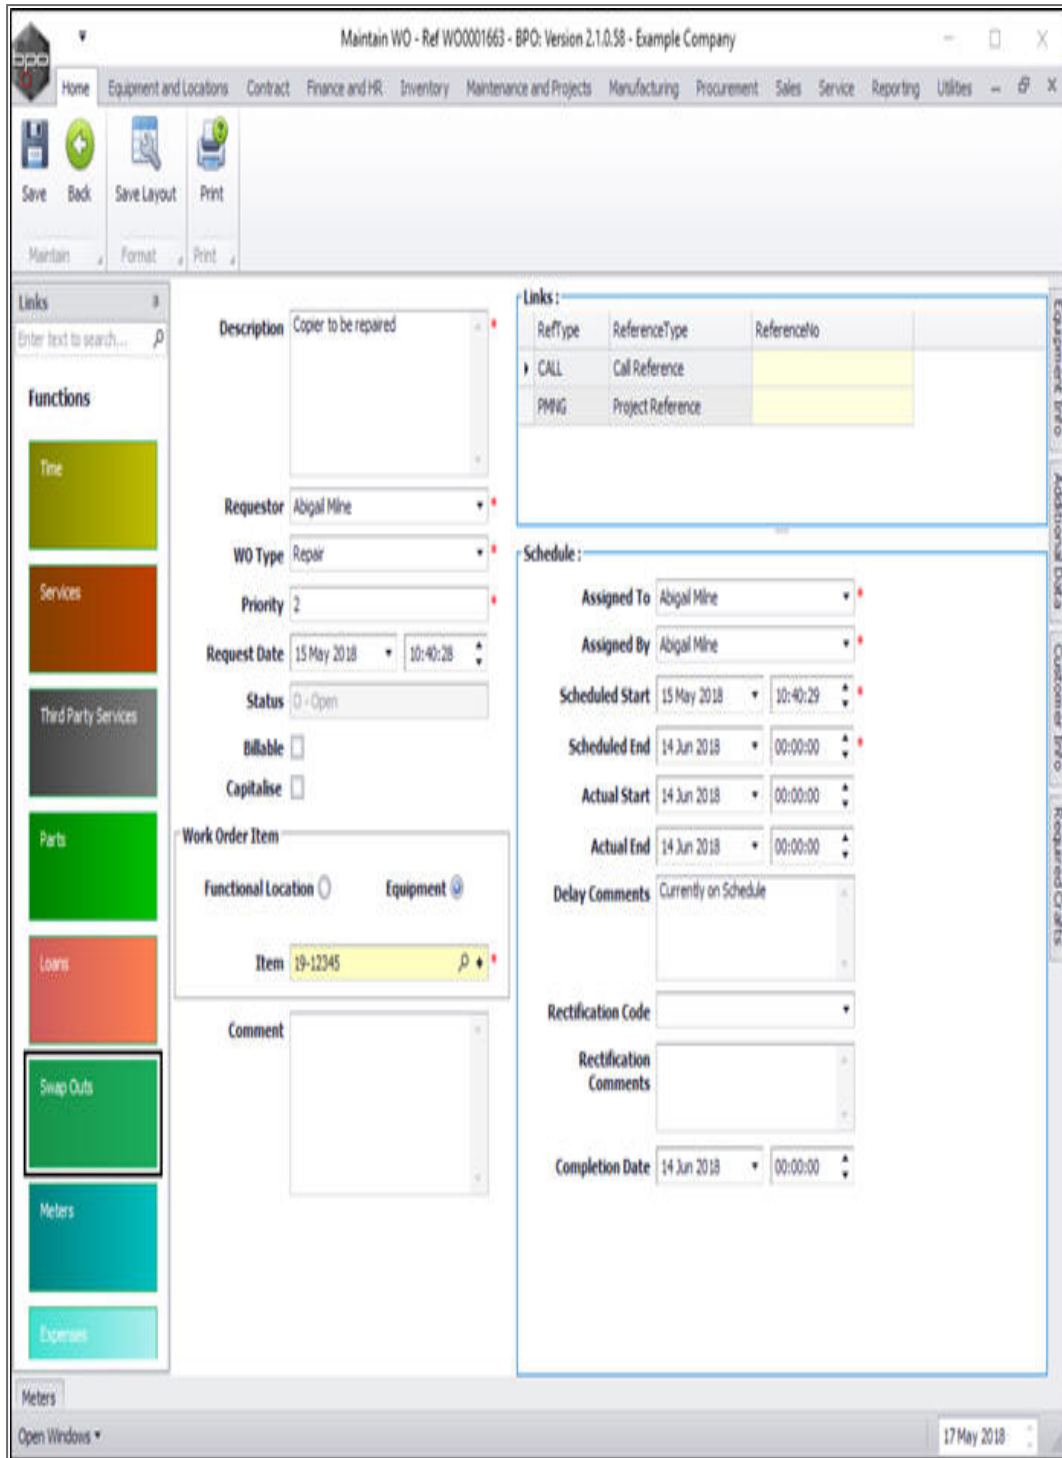 Maintain WO - Ref WO0001663 - BPO: Version 2.1.0.58 - Example Company
bpo
Home Equipment and Locations Contract Finance and HR Inventory Maintenance and Projects Manufacturing Procurement Sales Service Reporting Utilities
Save Back Save Layout Print
Maintain Format Print
Links
Enter text to search...
Functions
Time
Services
Third Party Services
Parts
Loans
Swap Outs
Meters
Expenses
Description Copier to be repaired *
Requestor Abigail Milne *
WO Type Repair *
Priority 2 *
Request Date 15 May 2018 10:40:28
Status O - Open
Billable
Capitalise
Work Order Item
Functional Location Equipment
Item 19-12345 *
Comment
Links :
RefType ReferenceType ReferenceNo
CALL Call Reference
PMNG Project Reference
Schedule :
Assigned To Abigail Milne *
Assigned By Abigail Milne *
Scheduled Start 15 May 2018 10:40:29 *
Scheduled End 14 Jun 2018 00:00:00 *
Actual Start 14 Jun 2018 00:00:00
Actual End 14 Jun 2018 00:00:00
Delay Comments Currently on Schedule
Rectification Code
Rectification
Comments
Completion Date 14 Jun 2018 00:00:00
Equipment Info
Additional Data
Customer Info
Required Crafts
Meters
Open Windows
17 May 2018